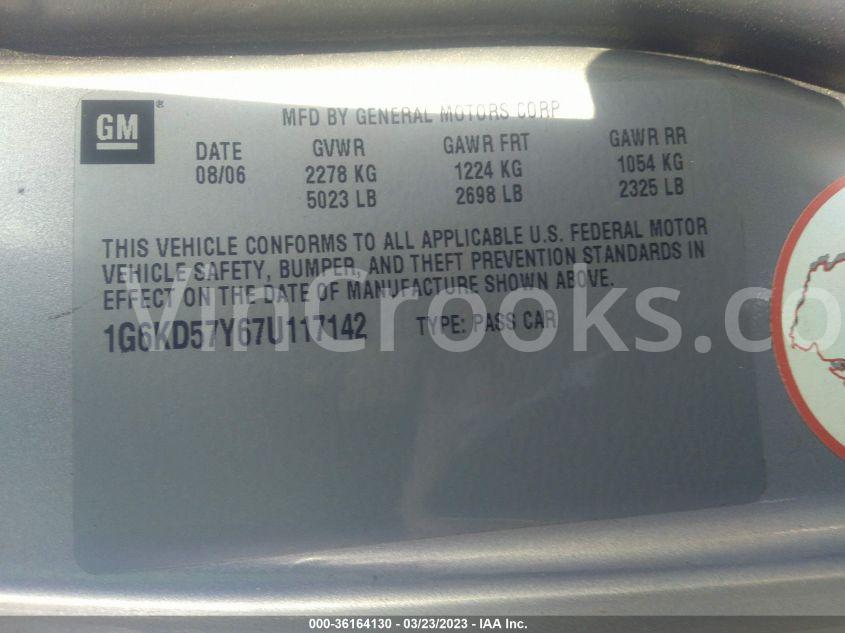 GM®
MFD BY GENERAL MOTORS CORP
DATE GVWR GAWR FRT GAWR RR
08/06 2278 KG 1224 KG 1054 KG
5023 LB 2698 LB 2325 LB
THIS VEHICLE CONFORMS TO ALL APPLICABLE U.S. FEDERAL MOTOR
VEHICLE SAFETY, BUMPER, AND THEFT PREVENTION STANDARDS IN
EFFECT ON THE DATE OF MANUFACTURE SHOWN ABOVE.
VinCrooks.com
1G6KD57Y67U117142 TYPE: PASS CAR
000-36164130 - 03/23/2023 - IAA Inc.